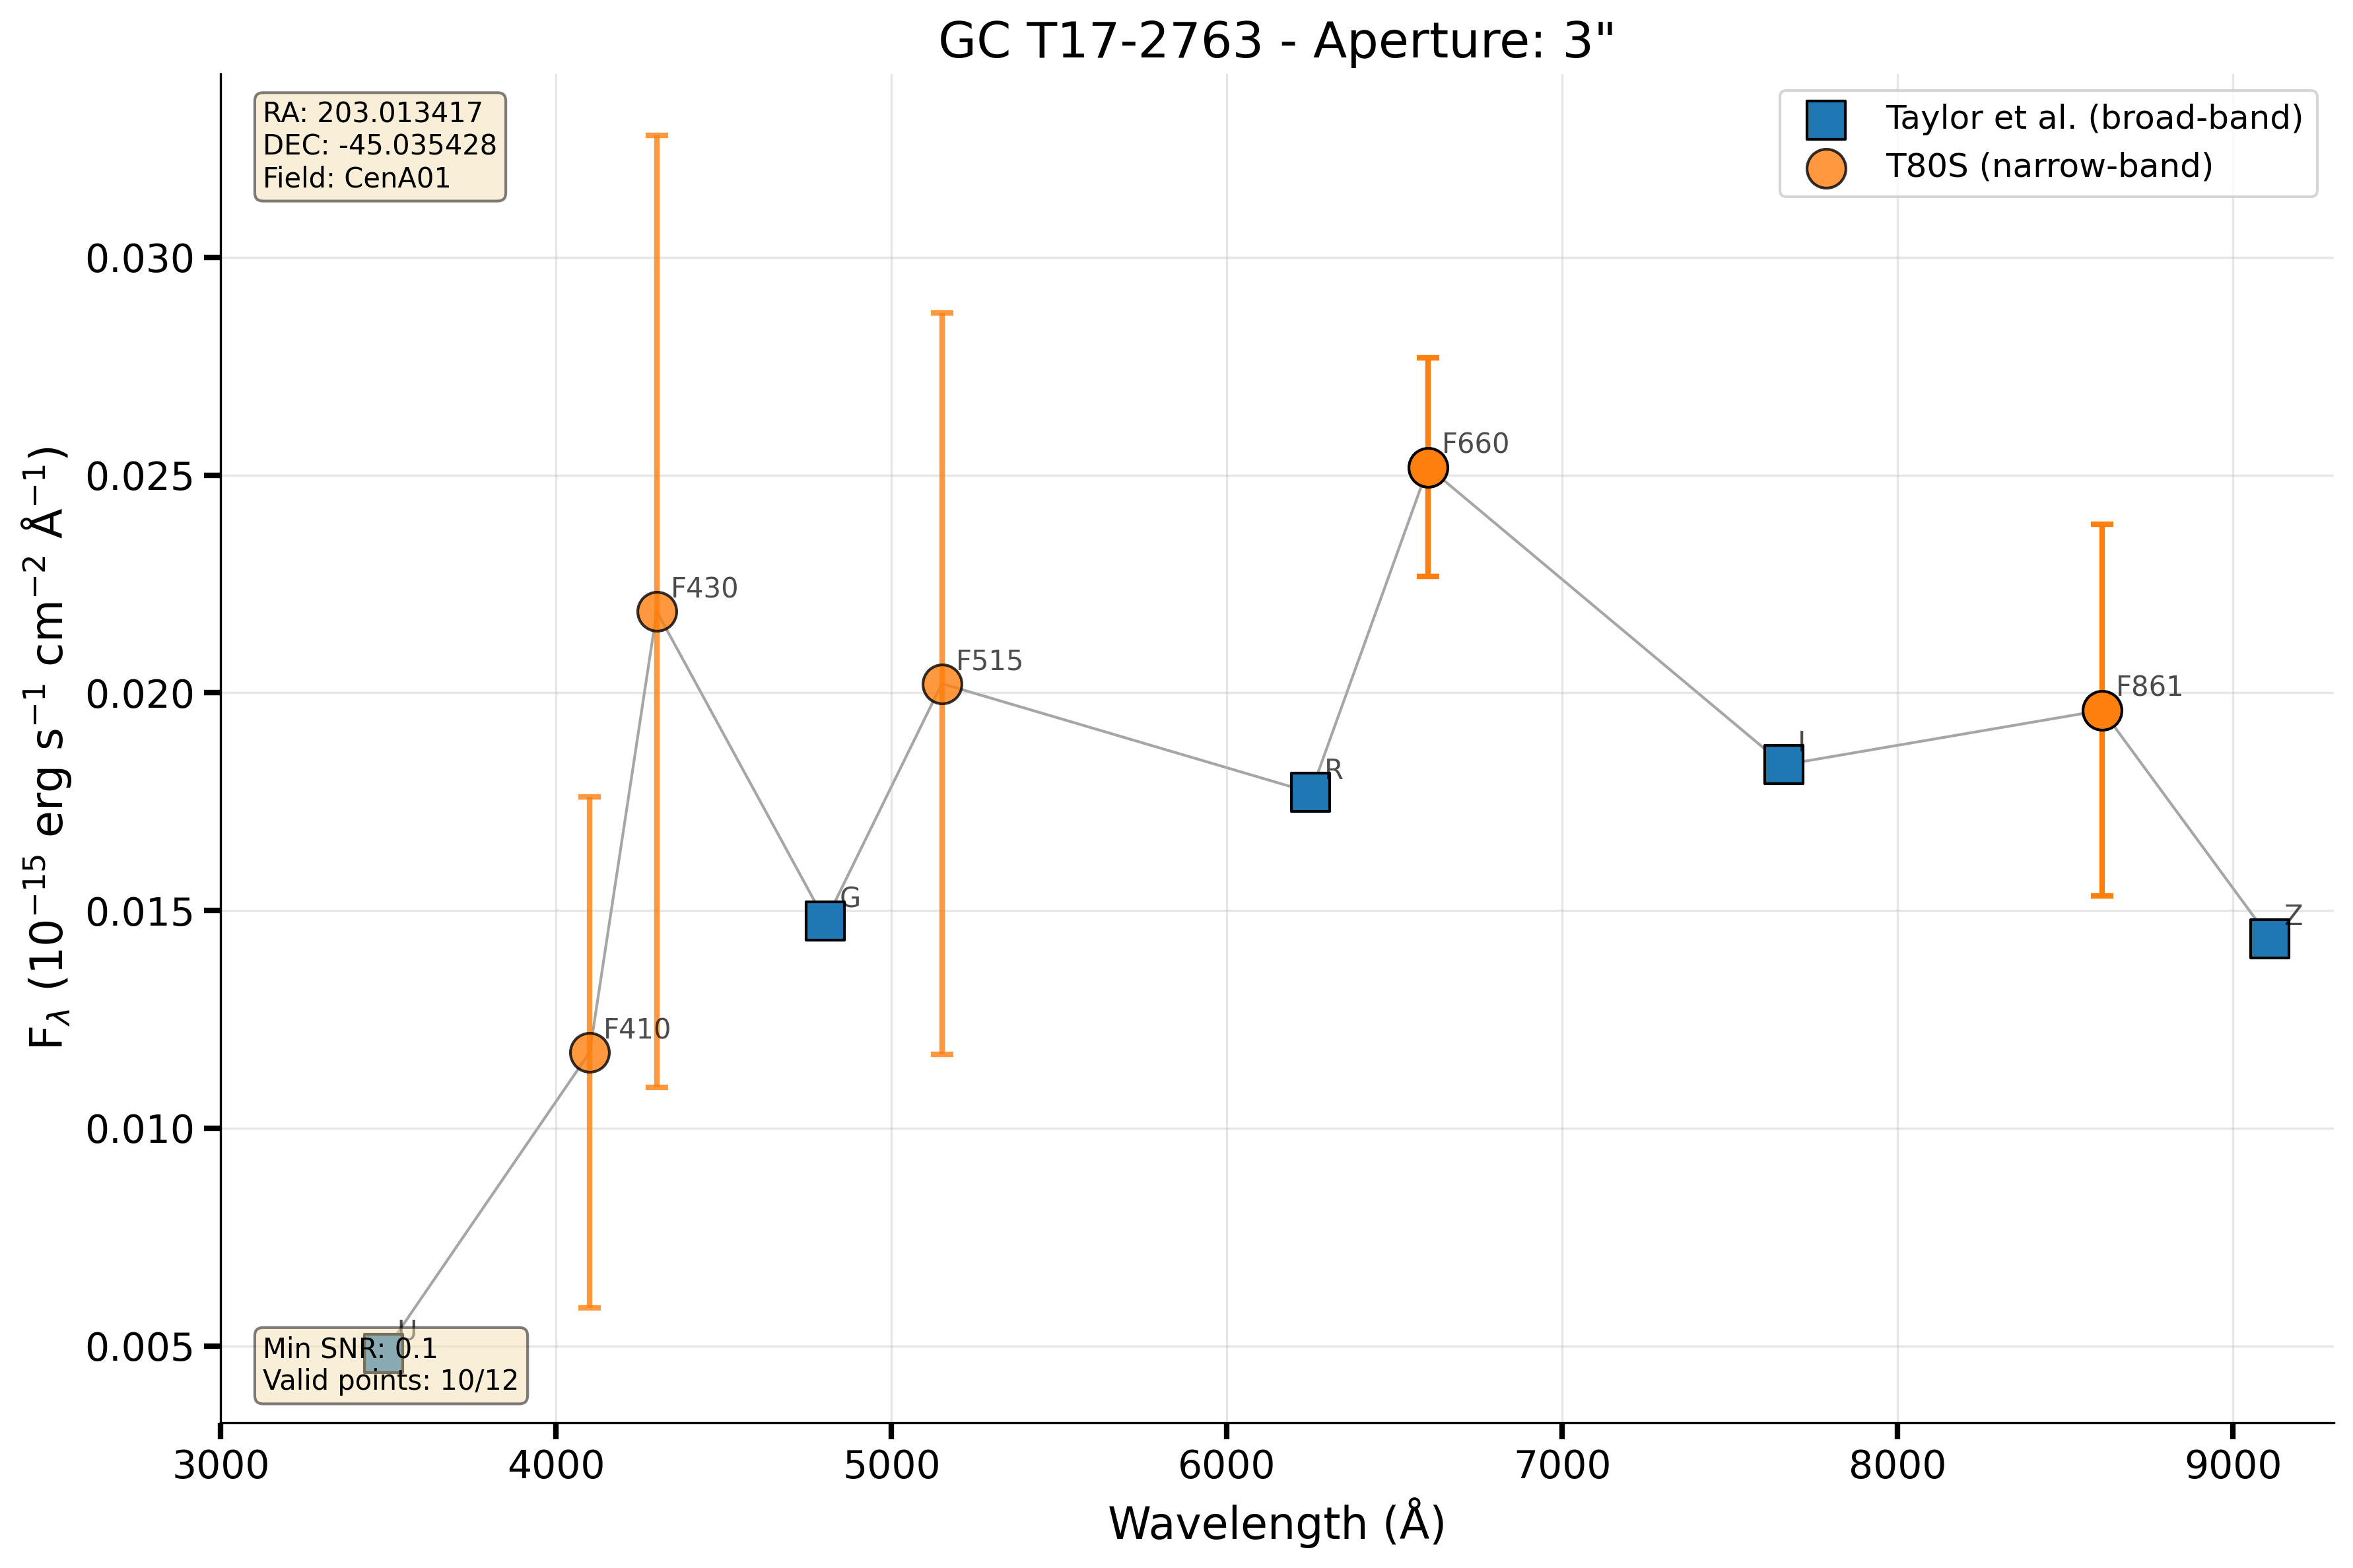 GC T17-2763 - Aperture: 3"
RA: 203.013417
DEC: -45.035428
Field: CenA01
Taylor et al. (broad-band)
T80S (narrow-band)
F$_λ$ (10$^{-15}$ erg s$^{-1}$ cm$^{-2}$ Å$^{-1}$)
0.030
0.025
0.020
0.015
0.010
0.005
U
F410
F430
G
F515
R
F660
I
F861
Z
Min SNR: 0.1
Valid points: 10/12
3000
4000
5000
6000
7000
8000
9000
Wavelength (Å)